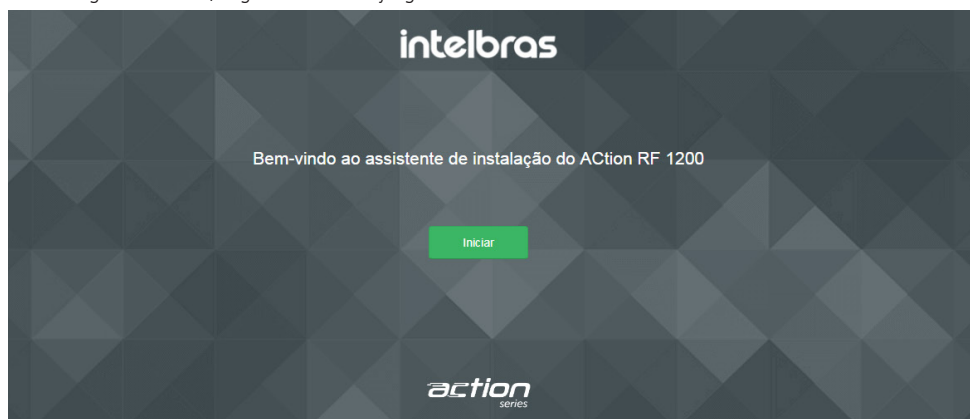 intelbras
Bem-vindo ao assistente de instalação do ACtion RF 1200
Iniciar
action
series